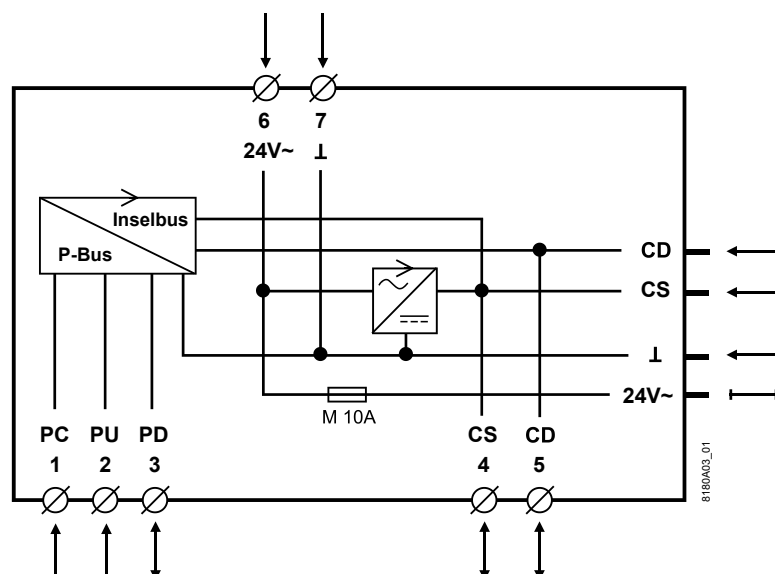 6 7
24V~ ⊥
Inselbus
P-Bus
CD
CS
⊥
24V~
M 10A
PC PU PD CS CD
1 2 3 4 5
8180A03_01